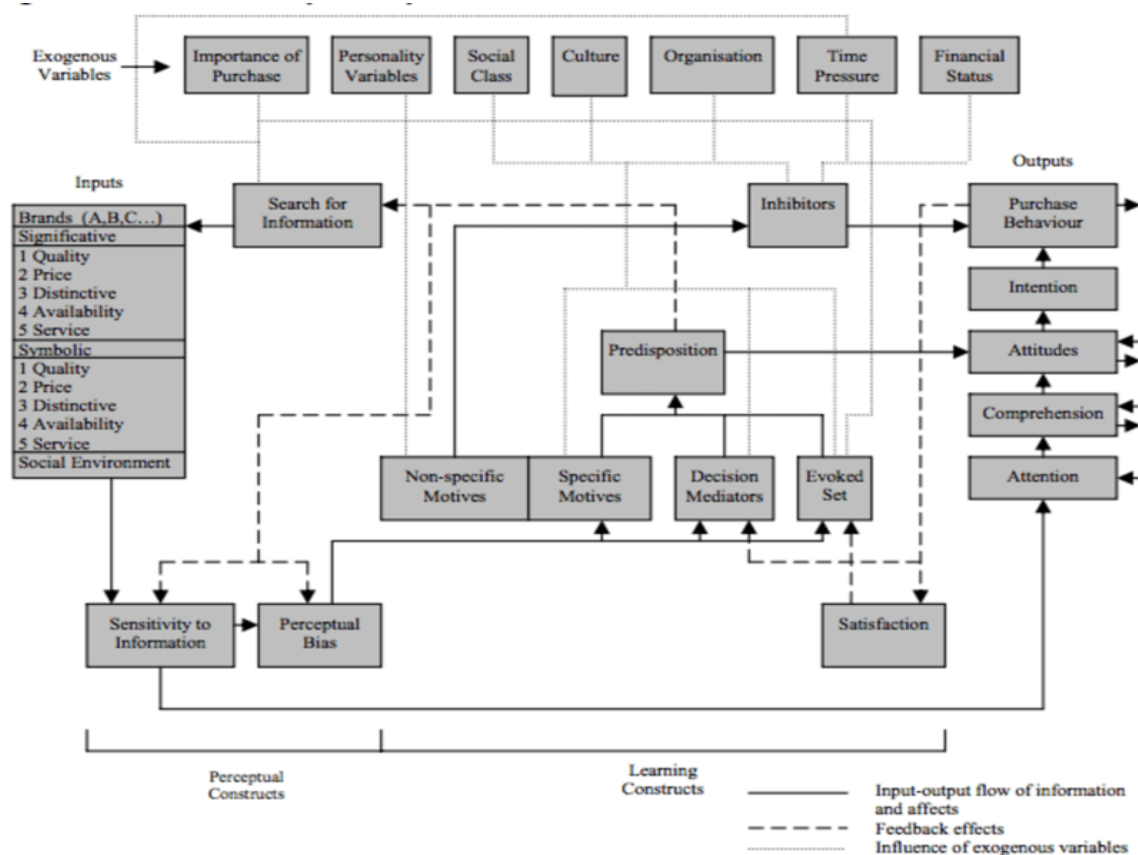 Exogenous
Variables
Importance of
Purchase
Personality
Variables
Social
Class
Culture
Organisation
Time
Pressure
Financial
Status
Inputs
Outputs
Brands (A,B,C...)
Significative
1 Quality
2 Price
3 Distinctive
4 Availability
5 Service
Symbolic
1 Quality
2 Price
3 Distinctive
4 Availability
5 Service
Social Environment
Search for
Information
Inhibitors
Purchase
Behaviour
Intention
Predisposition
Attitudes
Comprehension
Non-specific
Motives
Specific
Motives
Decision
Mediators
Evoked
Set
Attention
Sensitivity to
Information
Perceptual
Bias
Satisfaction
Perceptual
Constructs
Learning
Constructs
Input-output flow of information
and affects
Feedback effects
Influence of exogenous variables